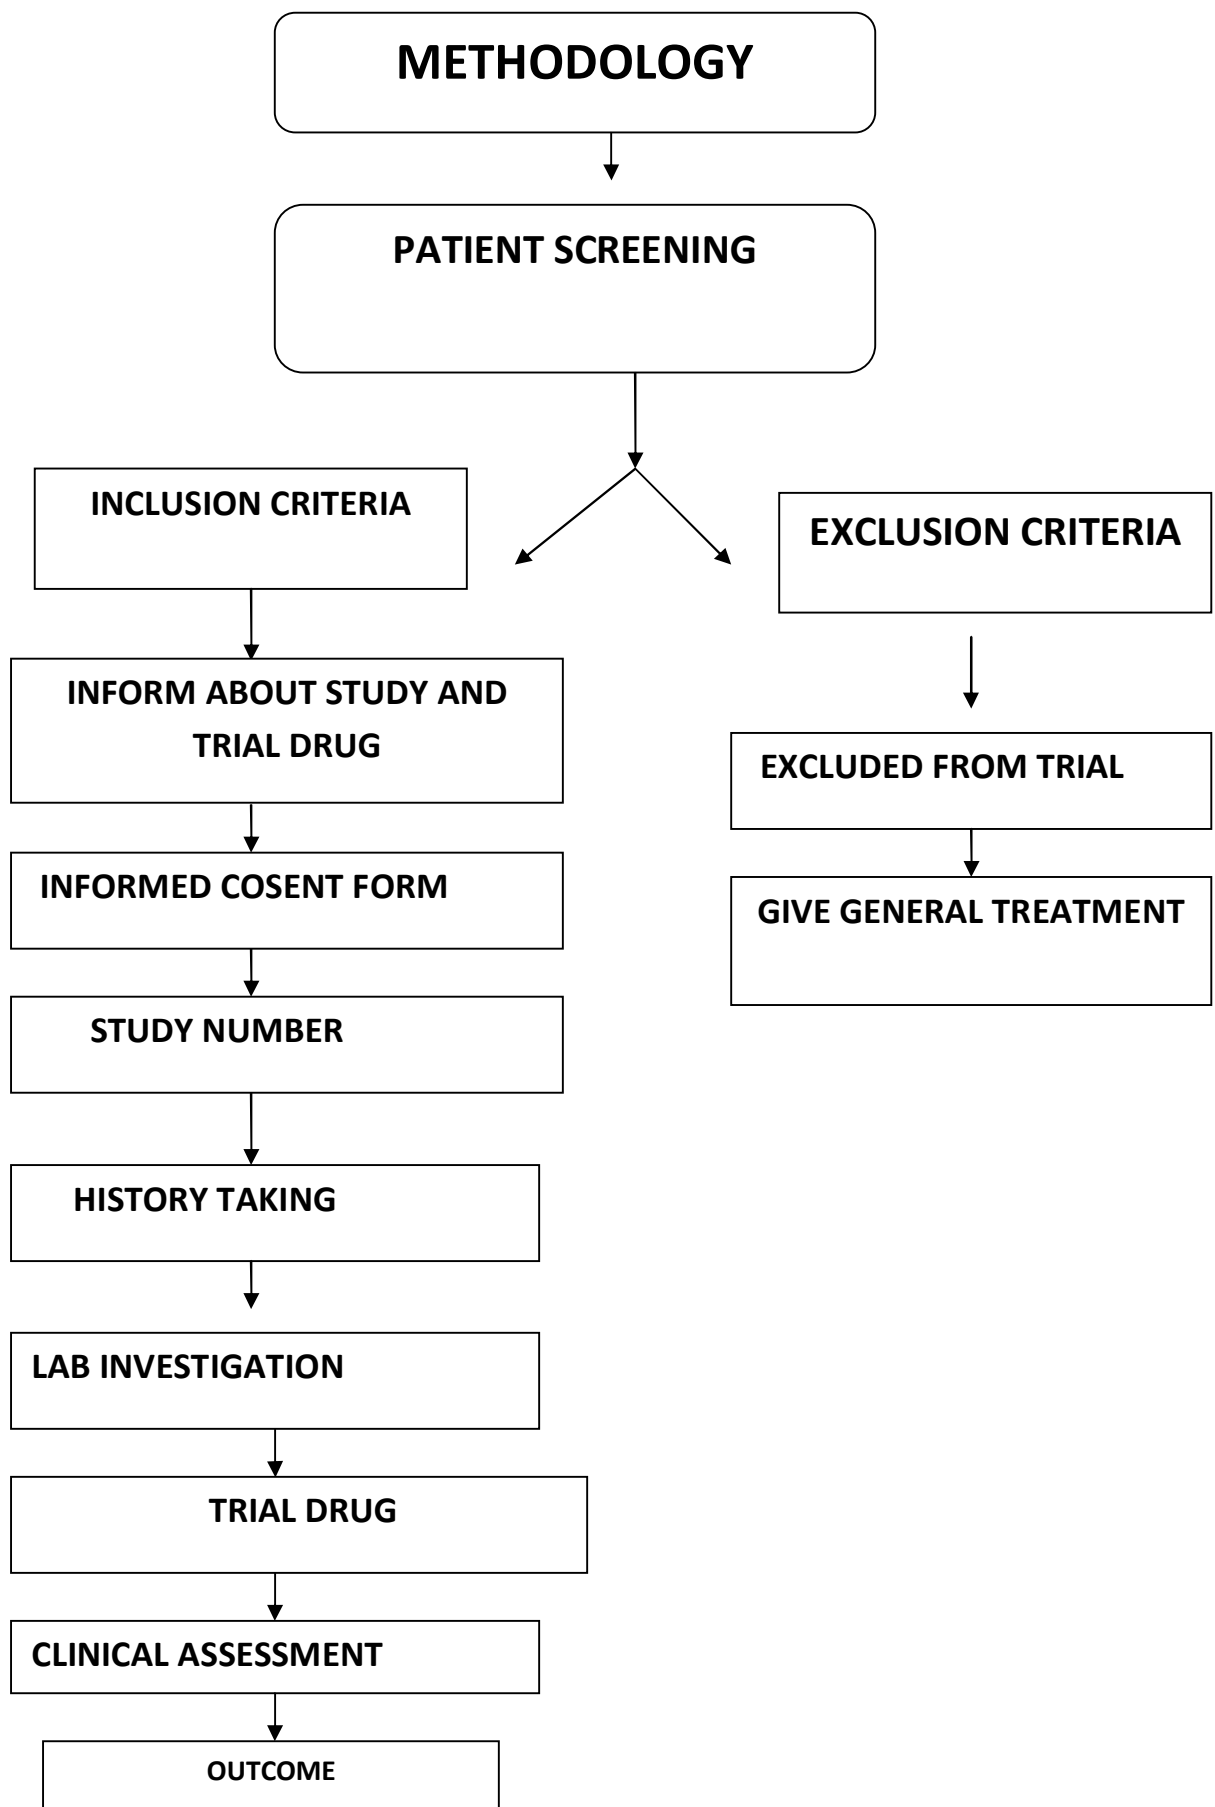 METHODOLOGY
PATIENT SCREENING
INCLUSION CRITERIA
EXCLUSION CRITERIA
INFORM ABOUT STUDY AND
TRIAL DRUG
EXCLUDED FROM TRIAL
INFORMED COSENT FORM
GIVE GENERAL TREATMENT
STUDY NUMBER
HISTORY TAKING
LAB INVESTIGATION
TRIAL DRUG
CLINICAL ASSESSMENT
OUTCOME